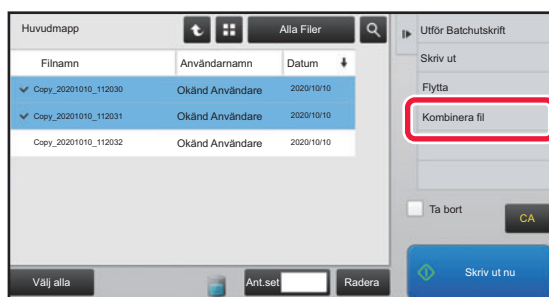 Huvudmapp
Alla Filer
Filnamn Användarnamn Datum
Copy_20201010_112030 Okänd Användare 2020/10/10
Copy_20201010_112031 Okänd Användare 2020/10/10
Copy_20201010_112032 Okänd Användare 2020/10/10
Välj alla
Ant.set
Radera
Utför Batchutskrift
Skriv ut
Flytta
Kombinera fil
Ta bort
CA
Skriv ut nu